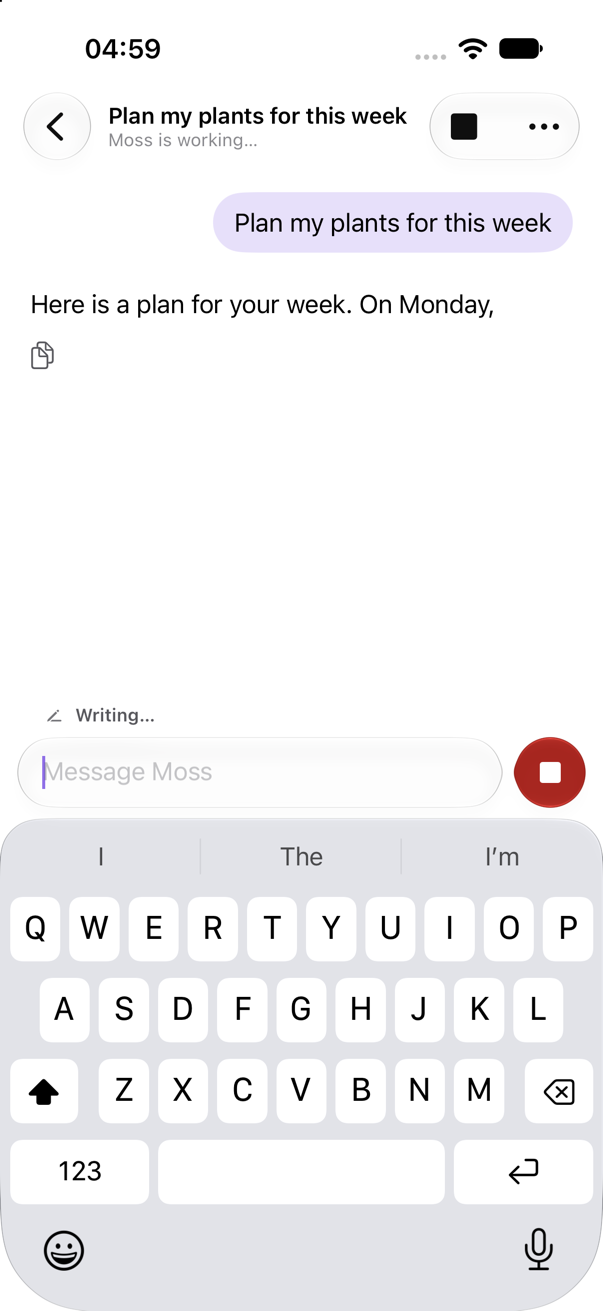 04:59
Plan my plants for this week
Moss is working...
Plan my plants for this week
Here is a plan for your week. On Monday,
Writing...
Message Moss
I The I'm
Q W E R T Y U I O P
A S D F G H J K L
Z X C V B N M
123